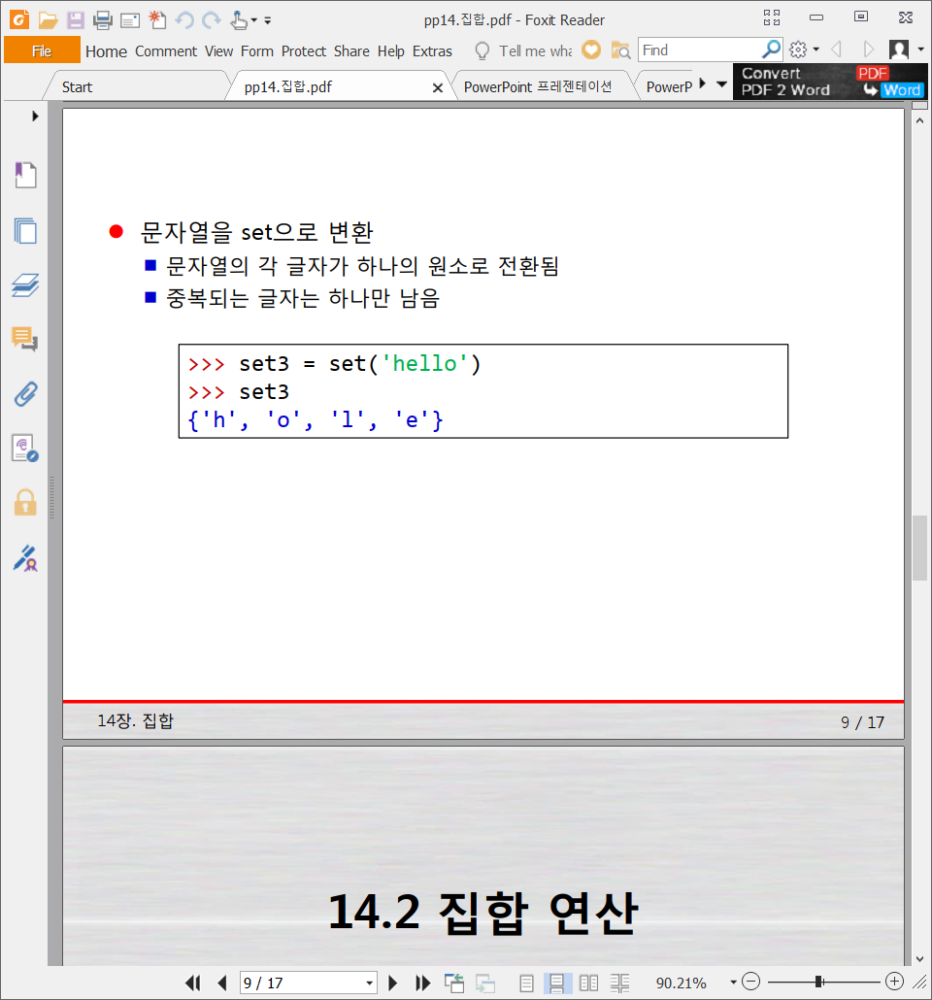 pp14.집합.pdf - Foxit Reader
File Home Comment View Form Protect Share Help Extras Tell me wha Find
Start pp14.집합.pdf PowerPoint 프레젠테이션 PowerP
Convert PDF
PDF 2 Word Word
문자열을 set으로 변환
문자열의 각 글자가 하나의 원소로 전환됨
중복되는 글자는 하나만 남음
>>> set3 = set('hello')
>>> set3
{'h', 'o', 'l', 'e'}
14장. 집합 9 / 17
14.2 집합 연산
9 / 17 90.21%